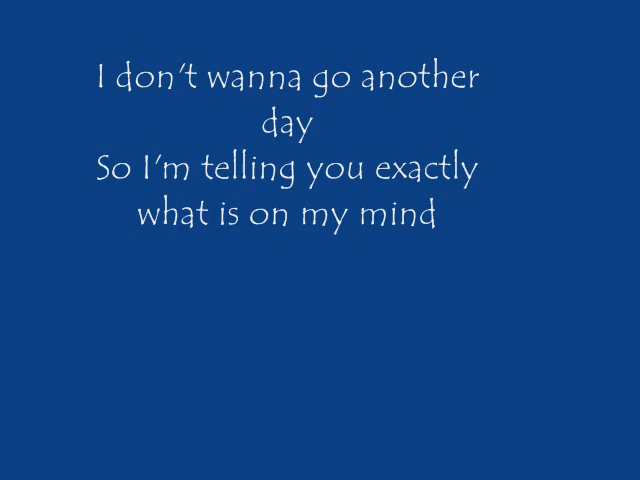 I don't wanna go another
day
So I'm telling you exactly
what is on my mind